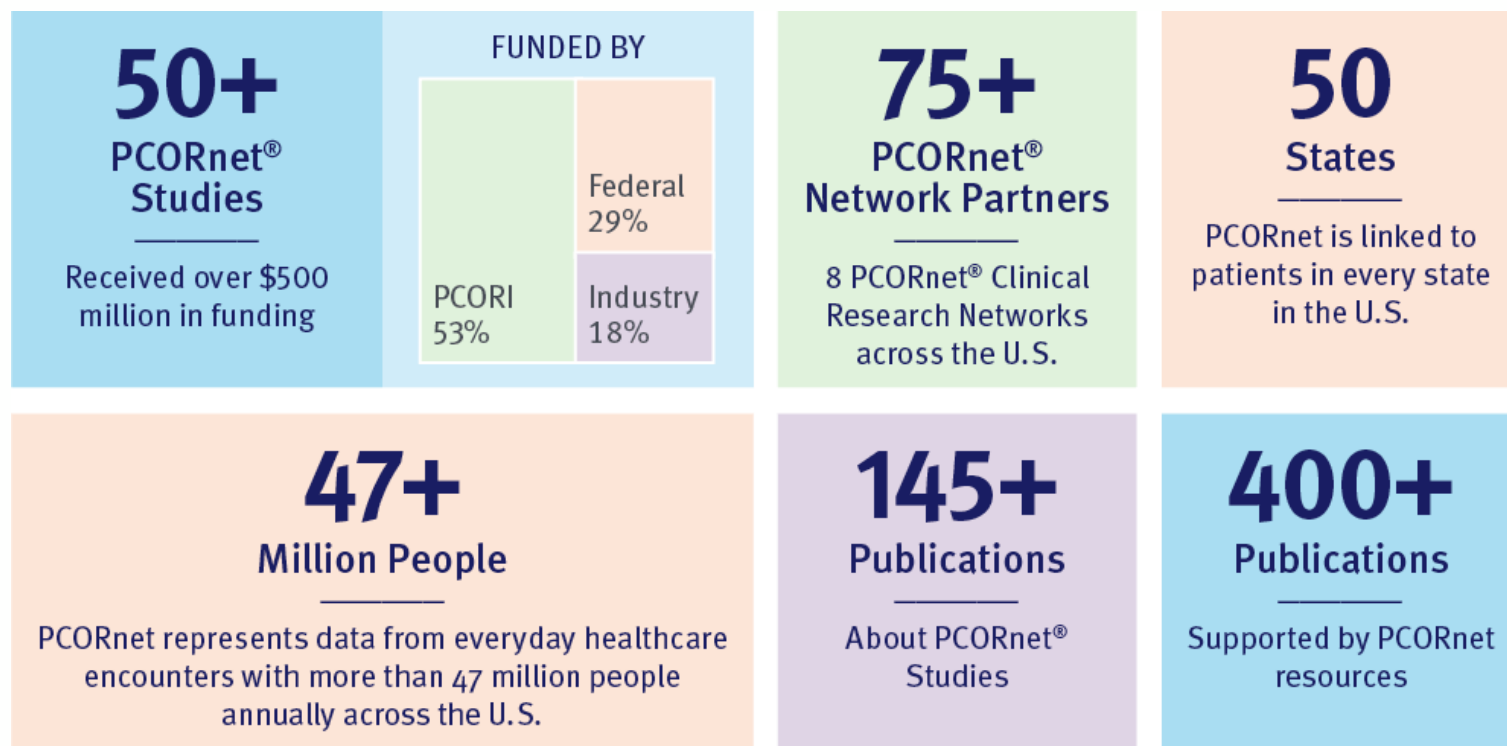 50+
PCORnet®
Studies
Received over $500
million in funding
FUNDED BY
PCORI
53%
Federal
29%
Industry
18%
75+
PCORnet®
Network Partners
8 PCORnet® Clinical
Research Networks
across the U.S.
50
States
PCORnet is linked to
patients in every state
in the U.S.
47+
Million People
PCORnet represents data from everyday healthcare
encounters with more than 47 million people
annually across the U.S.
145+
Publications
About PCORnet®
Studies
400+
Publications
Supported by PCORnet
resources